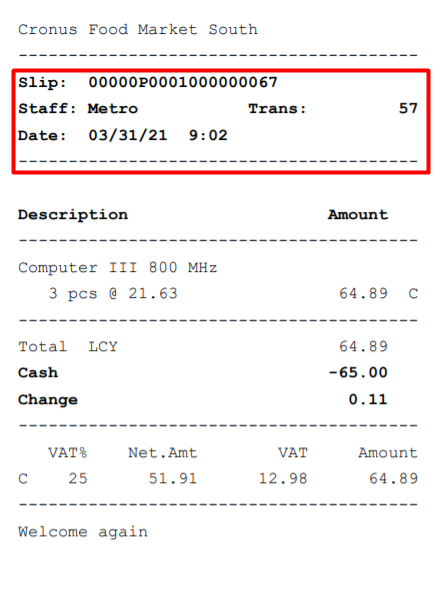 Cronus Food Market South
----------------------------------------
Slip: 00000P0001000000067
Staff: Metro Trans: 57
Date: 03/31/21 9:02
----------------------------------------
Description Amount
----------------------------------------
Computer III 800 MHz
3 pcs @ 21.63 64.89 C
----------------------------------------
Total LCY 64.89
Cash -65.00
Change 0.11
----------------------------------------
VAT% Net.Amt VAT Amount
C 25 51.91 12.98 64.89
----------------------------------------
Welcome again